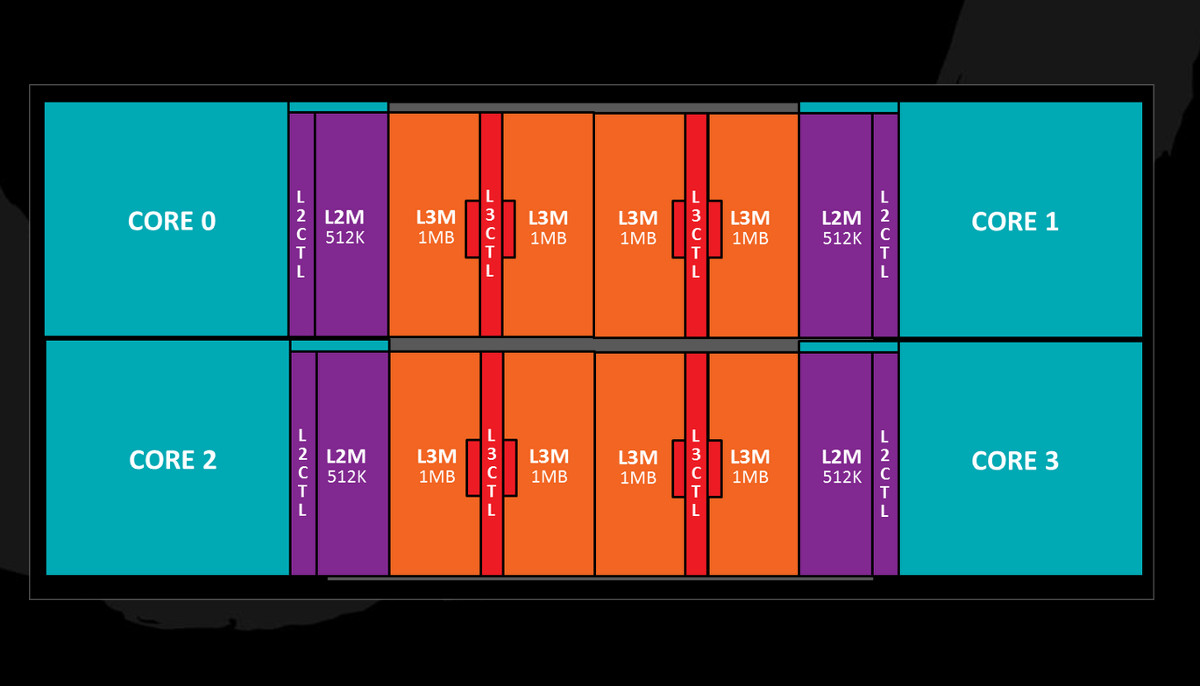 CORE 0
L2CTL
L2M
512K
L3M
1MB
L3CTL
L3M
1MB
L3M
1MB
L3CTL
L3M
1MB
L2M
512K
L2CTL
CORE 1
CORE 2
L2CTL
L2M
512K
L3M
1MB
L3CTL
L3M
1MB
L3M
1MB
L3CTL
L3M
1MB
L2M
512K
L2CTL
CORE 3